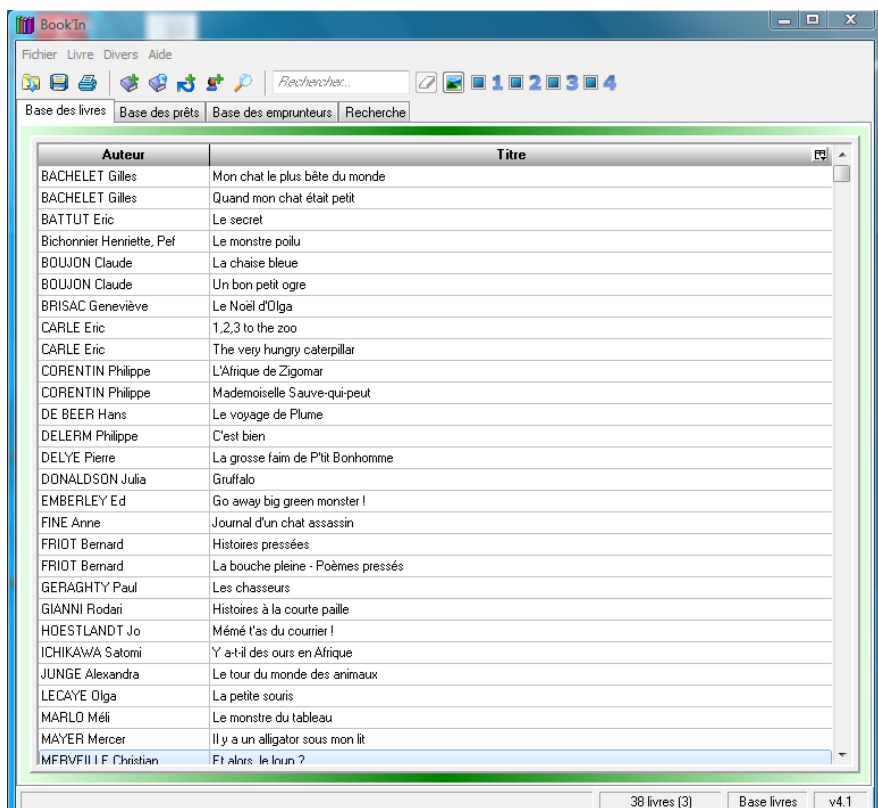 Book'In
Fichier Livre Divers Aide
Rechercher... 1 2 3 4
Base des livres Base des prêts Base des emprunteurs Recherche
Auteur Titre
BACHELET Gilles Mon chat le plus bête du monde
BACHELET Gilles Quand mon chat était petit
BATTUT Eric Le secret
Bichonnier Henriette, Pef Le monstre poilu
BOUJON Claude La chaise bleue
BOUJON Claude Un bon petit ogre
BRISAC Geneviève Le Noël d'Olga
CARLE Eric 1,2,3 to the zoo
CARLE Eric The very hungry caterpillar
CORENTIN Philippe L'Afrique de Zigomar
CORENTIN Philippe Mademoiselle Sauve-qui-peut
DE BEER Hans Le voyage de Plume
DELERM Philippe C'est bien
DELYE Pierre La grosse faim de P'tit Bonhomme
DONALDSON Julia Gruffalo
EMBERLEY Ed Go away big green monster !
FINE Anne Journal d'un chat assassin
FRIOT Bernard Histoires pressées
FRIOT Bernard La bouche pleine - Poèmes pressés
GERAGHTY Paul Les chasseurs
GIANNI Rodari Histoires à la courte paille
HOESTLANDT Jo Mémé t'as du courrier !
ICHIKAWA Satomi Y a-t-il des ours en Afrique
JUNGE Alexandra Le tour du monde des animaux
LECAYE Olga La petite souris
MARLO Méli Le monstre du tableau
MAYER Mercer Il y a un alligator sous mon lit
MERVEILLE Christian Et alors, le loup ?
38 livres (3) Base livres v4.1